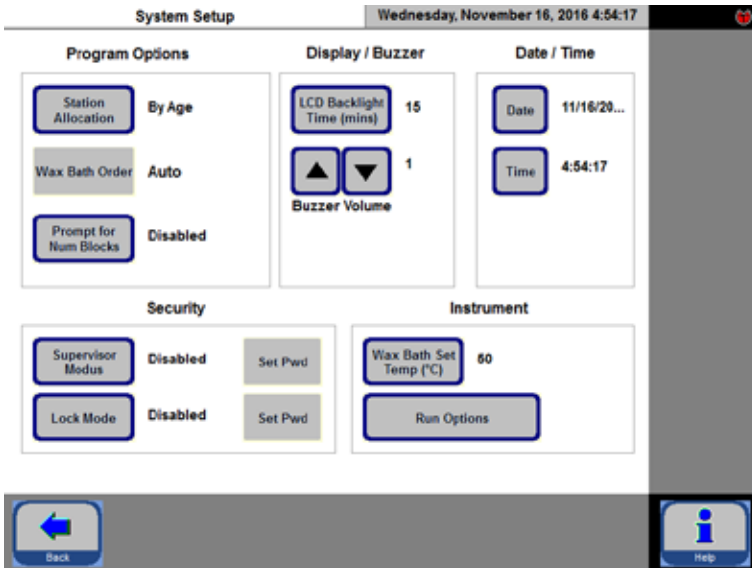 System Setup
Wednesday, November 16, 2016 4:54:17
Program Options
Display / Buzzer
Date / Time
Station
Allocation
By Age
Wax Bath Order
Auto
Prompt for
Num Blocks
Disabled
LCD Backlight
Time (mins)
15
1
Buzzer Volume
Date
11/16/20...
Time
4:54:17
Security
Instrument
Supervisor
Modus
Disabled
Set Pwd
Lock Mode
Disabled
Set Pwd
Wax Bath Set
Temp (°C)
60
Run Options
Back
Help